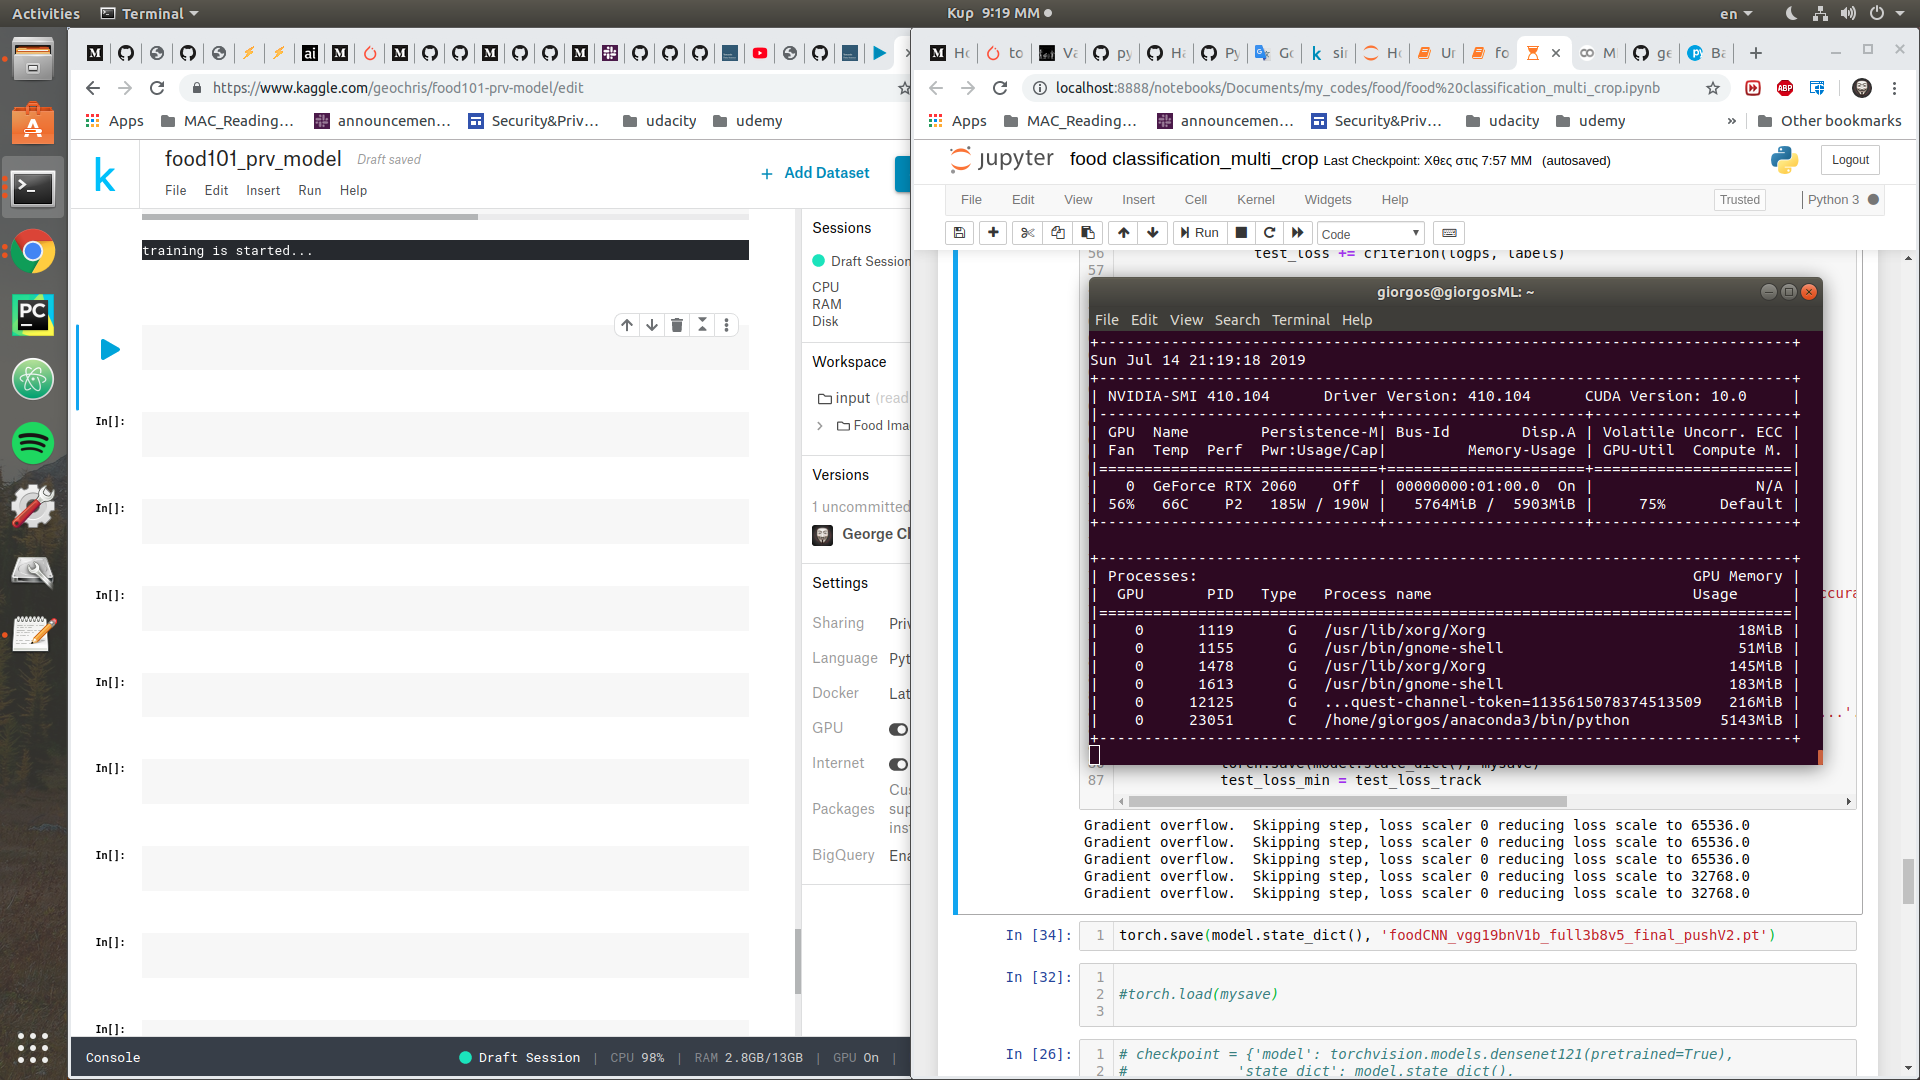 Activities
Terminal
Κυρ 9:19 ΜΜ
en
https://www.kaggle.com/geochris/food101-prv-model/edit
Apps
MAC_Reading...
announcemen...
Security&Priv...
udacity
udemy
k
food101_prv_model
Draft saved
File
Edit
Insert
Run
Help
+ Add Dataset
training is started...
In[]:
In[]:
In[]:
In[]:
In[]:
In[]:
In[]:
In[]:
Sessions
Draft Session
CPU
RAM
Disk
Workspace
input (read
Food Ima
Versions
1 uncommitted
George Cl
Settings
Sharing
Priv
Language
Pyt
Docker
Lat
GPU
Internet
Packages
Cus
sup
inst
BigQuery
Ena
Console
Draft Session | CPU 98% | RAM 2.8GB/13GB | GPU On |
localhost:8888/notebooks/Documents/my_codes/food/food%20classification_multi_crop.ipynb
Apps
MAC_Reading...
announcemen...
Security&Priv...
udacity
udemy
»
Other bookmarks
jupyter
food classification_multi_crop
Last Checkpoint: Χθες στις 7:57 ΜΜ
(autosaved)
Logout
File
Edit
View
Insert
Cell
Kernel
Widgets
Help
Trusted
Python 3
Run
Code
56 test_loss += criterion(logps, labels)
57
giorgos@giorgosML: ~
File Edit View Search Terminal Help
Sun Jul 14 21:19:18 2019
NVIDIA-SMI 410.104 Driver Version: 410.104 CUDA Version: 10.0
GPU Name Persistence-M| Bus-Id Disp.A | Volatile Uncorr. ECC |
Fan Temp Perf Pwr:Usage/Cap| Memory-Usage | GPU-Util Compute M. |
0 GeForce RTX 2060 Off | 00000000:01:00.0 On | N/A |
56% 66C P2 185W / 190W | 5764MiB / 5903MiB | 75% Default |
Processes: GPU Memory |
GPU PID Type Process name Usage |
0 1119 G /usr/lib/xorg/Xorg 18MiB |
0 1155 G /usr/bin/gnome-shell 51MiB |
0 1478 G /usr/lib/xorg/Xorg 145MiB |
0 1613 G /usr/bin/gnome-shell 183MiB |
0 12125 G ...quest-channel-token=1135615078374513509 216MiB |
0 23051 C /home/giorgos/anaconda3/bin/python 5143MiB |
ccura
torch.save(model.state_dict(), mysave)
87 test_loss_min = test_loss_track
Gradient overflow. Skipping step, loss scaler 0 reducing loss scale to 65536.0
Gradient overflow. Skipping step, loss scaler 0 reducing loss scale to 65536.0
Gradient overflow. Skipping step, loss scaler 0 reducing loss scale to 65536.0
Gradient overflow. Skipping step, loss scaler 0 reducing loss scale to 32768.0
Gradient overflow. Skipping step, loss scaler 0 reducing loss scale to 32768.0
In [34]:
1 torch.save(model.state_dict(), 'foodCNN_vgg19bnV1b_full3b8v5_final_pushV2.pt')
In [32]:
1
2 #torch.load(mysave)
3
In [26]:
1 # checkpoint = {'model': torchvision.models.densenet121(pretrained=True),
2 # 'state_dict': model.state_dict(),